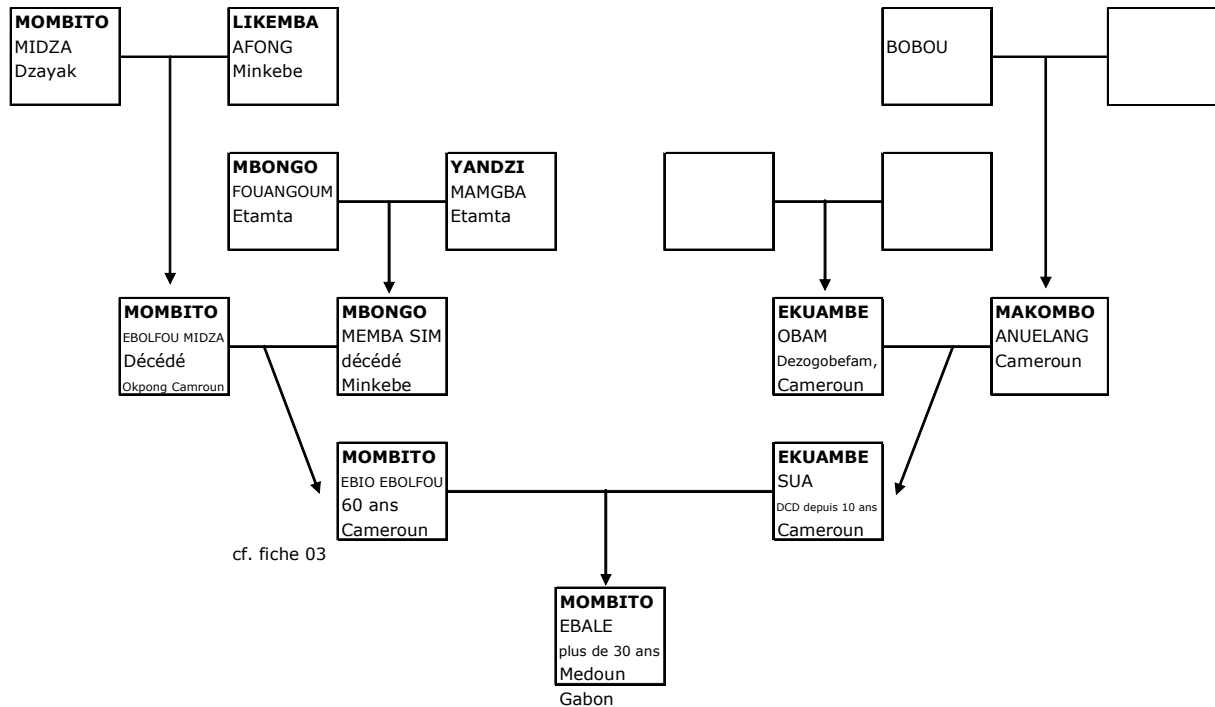 MOMBITO
MIDZA
Dzayak
LIKEMBA
AFONG
Minkebe
BOBOU
MBONGO
FOUANGOUM
Etamta
YANDZI
MAMGBA
Etamta
MOMBITO
EBOLFOU MIDZA
Décédé
Okpong Camroun
MBONGO
MEMBA SIM
décédé
Minkebe
EKUAMBE
OBAM
Dezogobefam,
Cameroun
MAKOMBO
ANUELANG
Cameroun
MOMBITO
EBIO EBOLFOU
60 ans
Cameroun
EKUAMBE
SUA
DCD depuis 10 ans
Cameroun
cf. fiche 03
MOMBITO
EBALE
plus de 30 ans
Medoun
Gabon